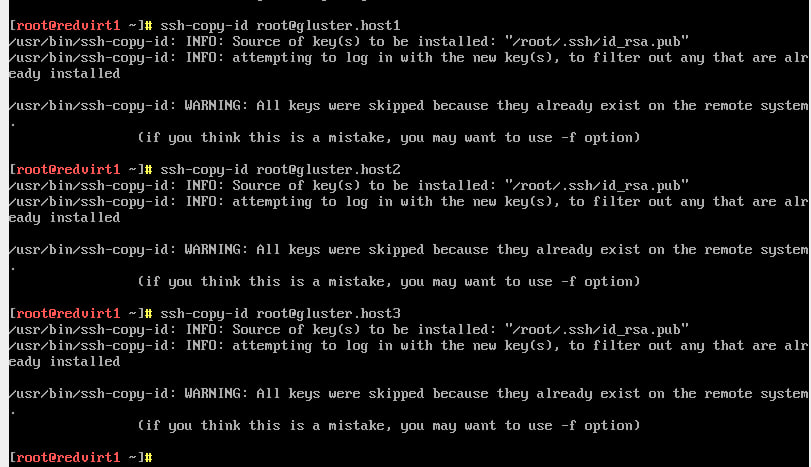 [root@redvirt1 ~]# ssh-copy-id root@gluster.host1
/usr/bin/ssh-copy-id: INFO: Source of key(s) to be installed: "/root/.ssh/id_rsa.pub"
/usr/bin/ssh-copy-id: INFO: attempting to log in with the new key(s), to filter out any that are alr
eady installed
/usr/bin/ssh-copy-id: WARNING: All keys were skipped because they already exist on the remote system
.
(if you think this is a mistake, you may want to use -f option)
[root@redvirt1 ~]# ssh-copy-id root@gluster.host2
/usr/bin/ssh-copy-id: INFO: Source of key(s) to be installed: "/root/.ssh/id_rsa.pub"
/usr/bin/ssh-copy-id: INFO: attempting to log in with the new key(s), to filter out any that are alr
eady installed
/usr/bin/ssh-copy-id: WARNING: All keys were skipped because they already exist on the remote system
.
(if you think this is a mistake, you may want to use -f option)
[root@redvirt1 ~]# ssh-copy-id root@gluster.host3
/usr/bin/ssh-copy-id: INFO: Source of key(s) to be installed: "/root/.ssh/id_rsa.pub"
/usr/bin/ssh-copy-id: INFO: attempting to log in with the new key(s), to filter out any that are alr
eady installed
/usr/bin/ssh-copy-id: WARNING: All keys were skipped because they already exist on the remote system
.
(if you think this is a mistake, you may want to use -f option)
[root@redvirt1 ~]#